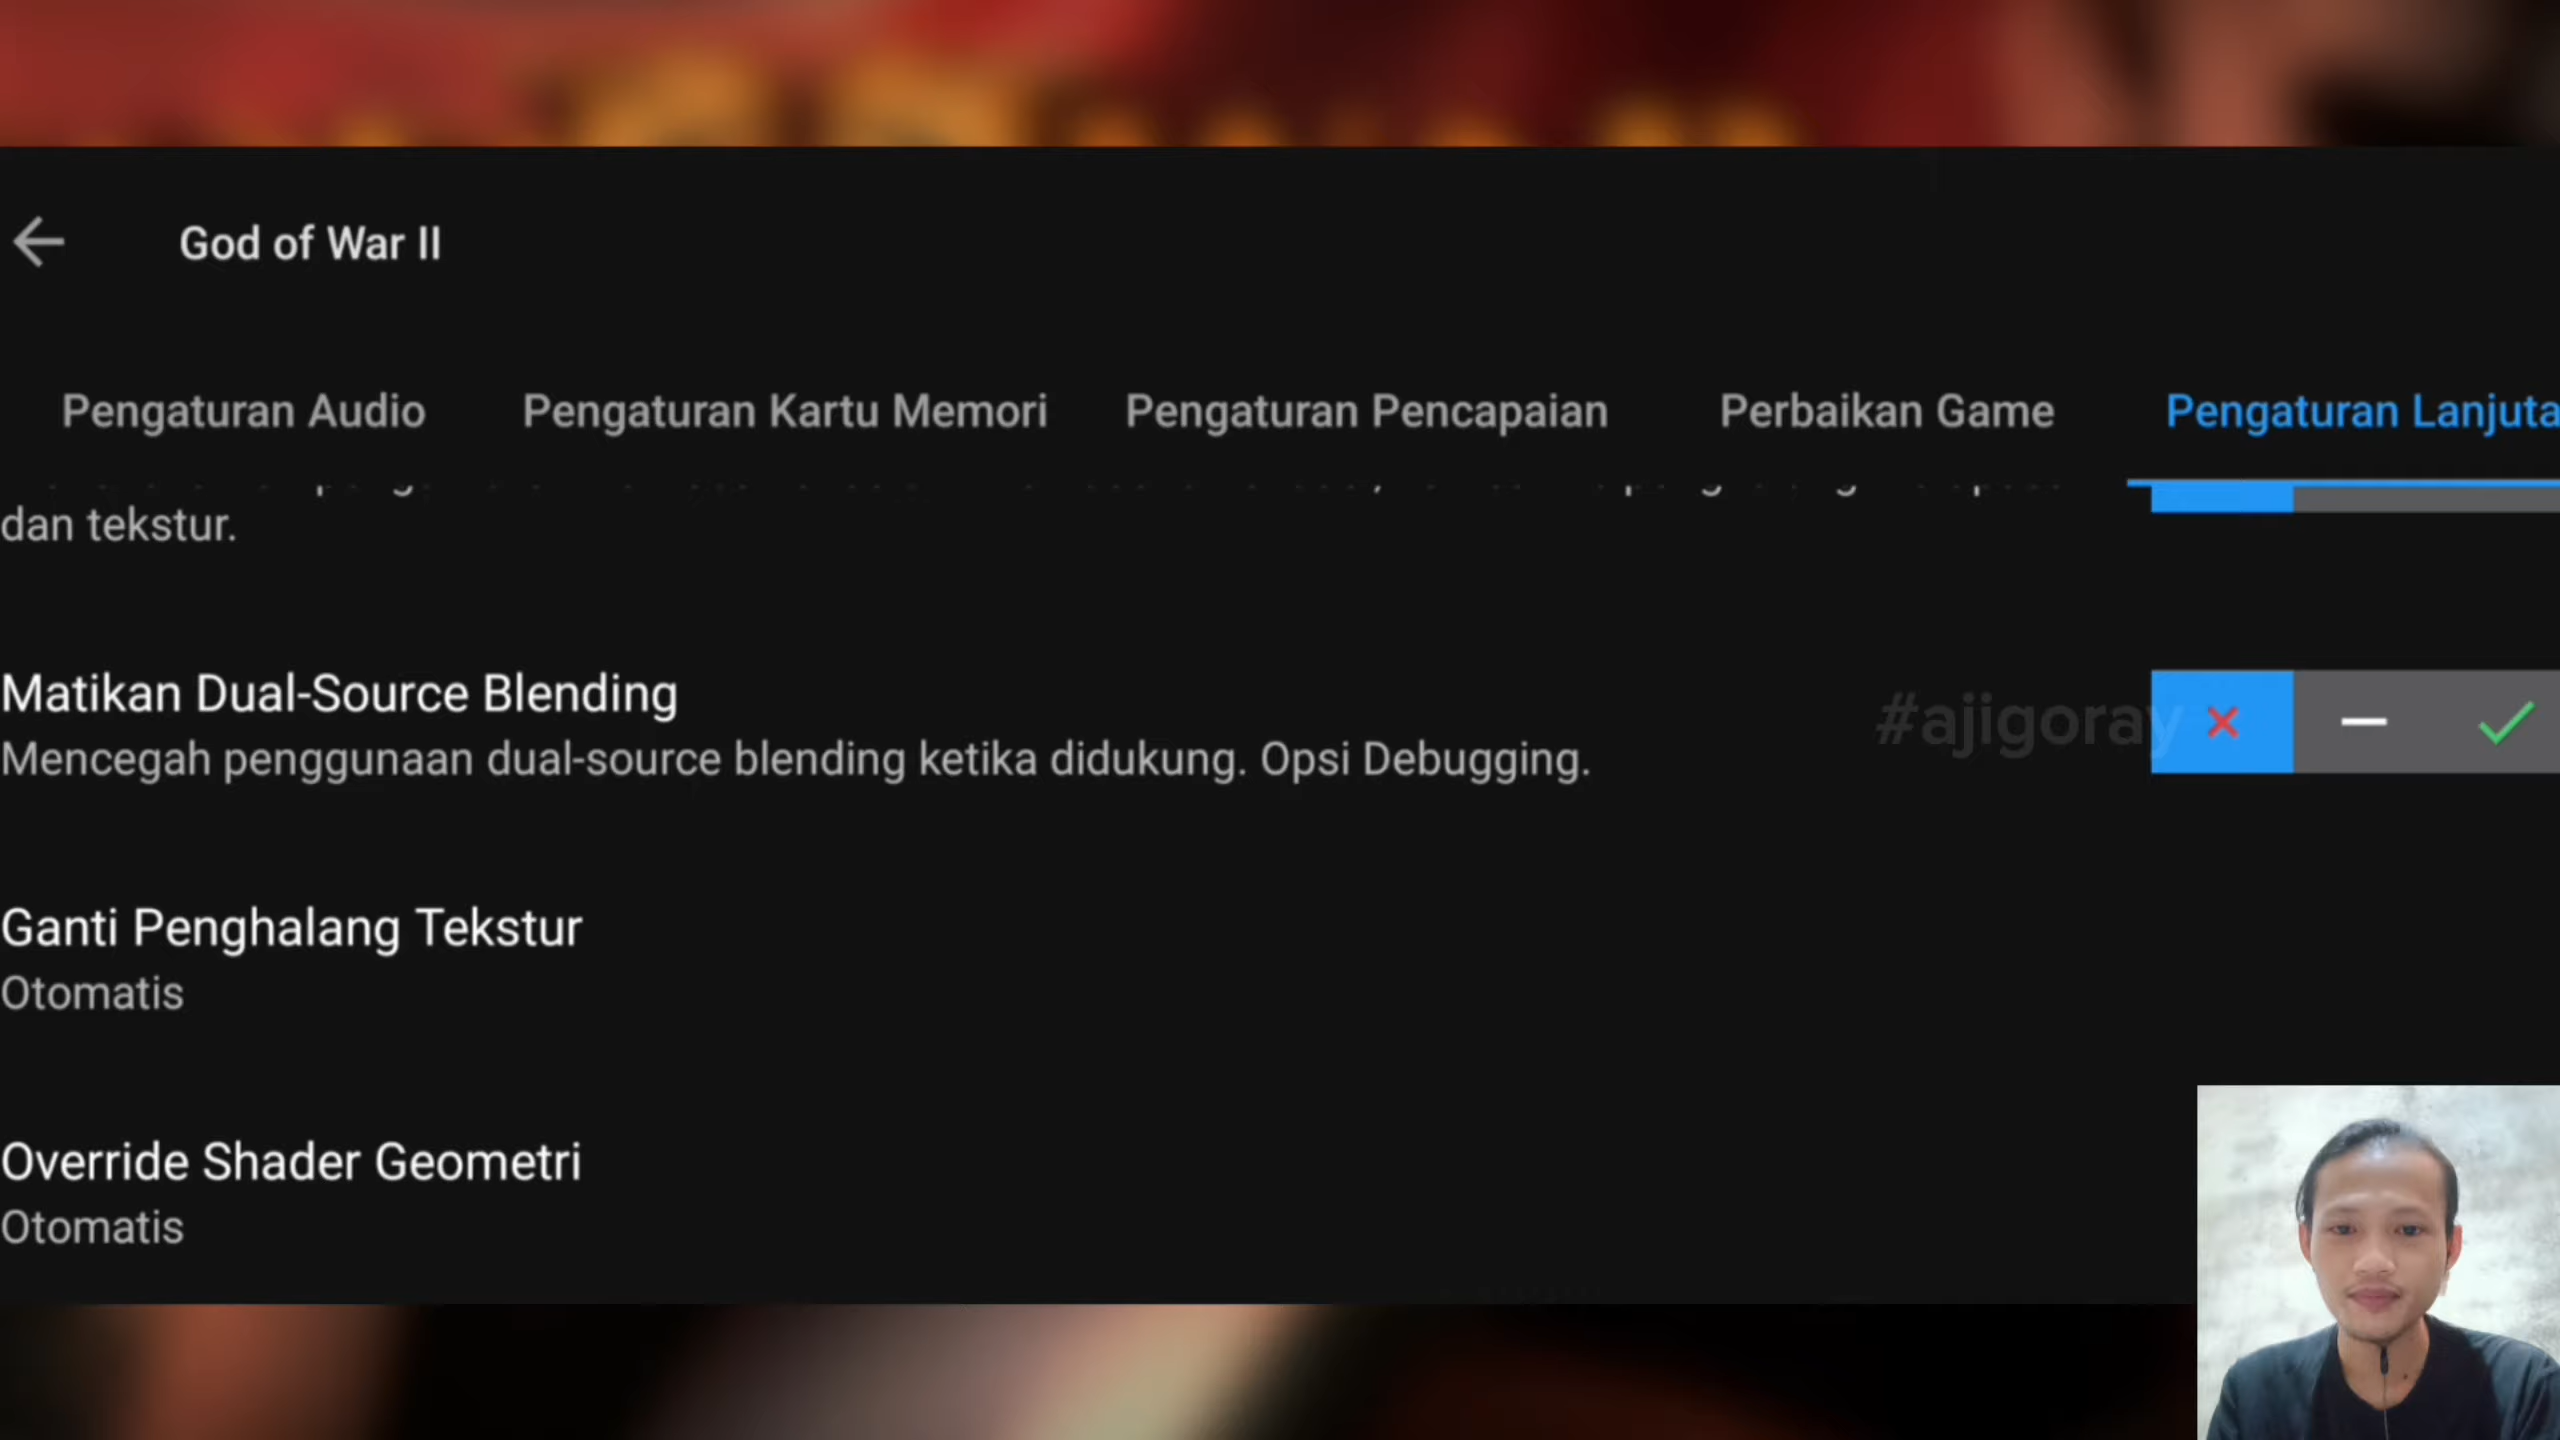 God of War II
Pengaturan Audio
Pengaturan Kartu Memori
Pengaturan Pencapaian
Perbaikan Game
Pengaturan Lanjuta
dan tekstur.
Matikan Dual-Source Blending
Mencegah penggunaan dual-source blending ketika didukung. Opsi Debugging.
#ajigoray
Ganti Penghalang Tekstur
Otomatis
Override Shader Geometri
Otomatis